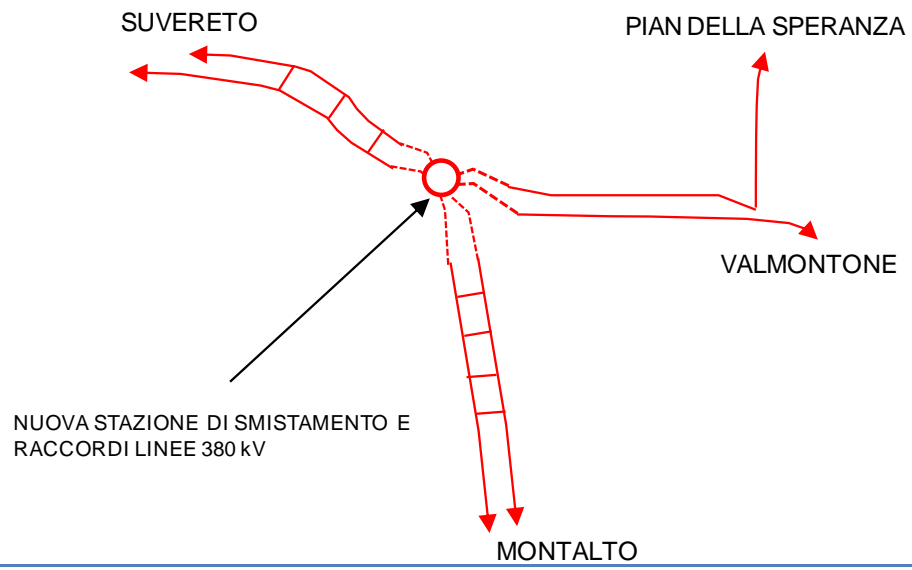 SUVERETO
PIAN DELLA SPERANZA
VALMONTONE
NUOVA STAZIONE DI SMISTAMENTO E
RACCORDI LINEE 380 kV
MONTALTO